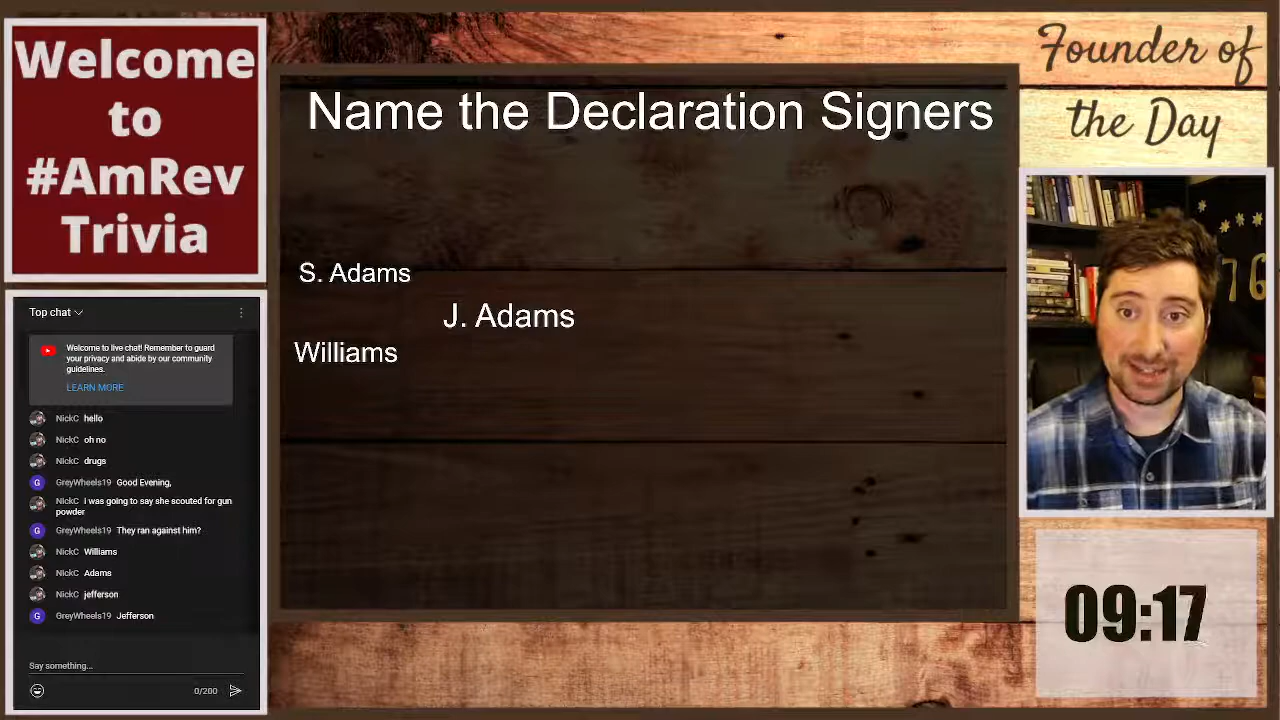 Welcome
to
#AmRev
Trivia
Name the Declaration Signers
S. Adams
J. Adams
Williams
Founder of
the Day
76
Top chat
Welcome to live chat! Remember to guard
your privacy and abide by our community
guidelines.
LEARN MORE
NickC hello
NickC oh no
NickC drugs
G GreyWheels19 Good Evening,
NickC I was going to say she scouted for gun
powder
G GreyWheels19 They ran against him?
NickC Williams
NickC Adams
NickC jefferson
G GreyWheels19 Jefferson
Say something...
0/200
09:17